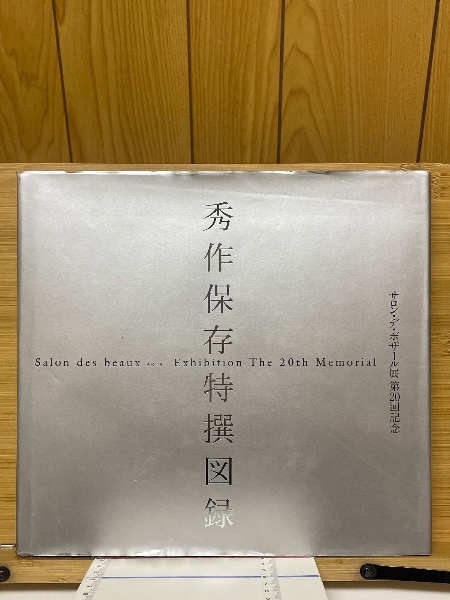 秀作保存特撰図録
Salon des beaux Exhibition The 20th Memorial
サロン・デ・ボザール展 第20回記念